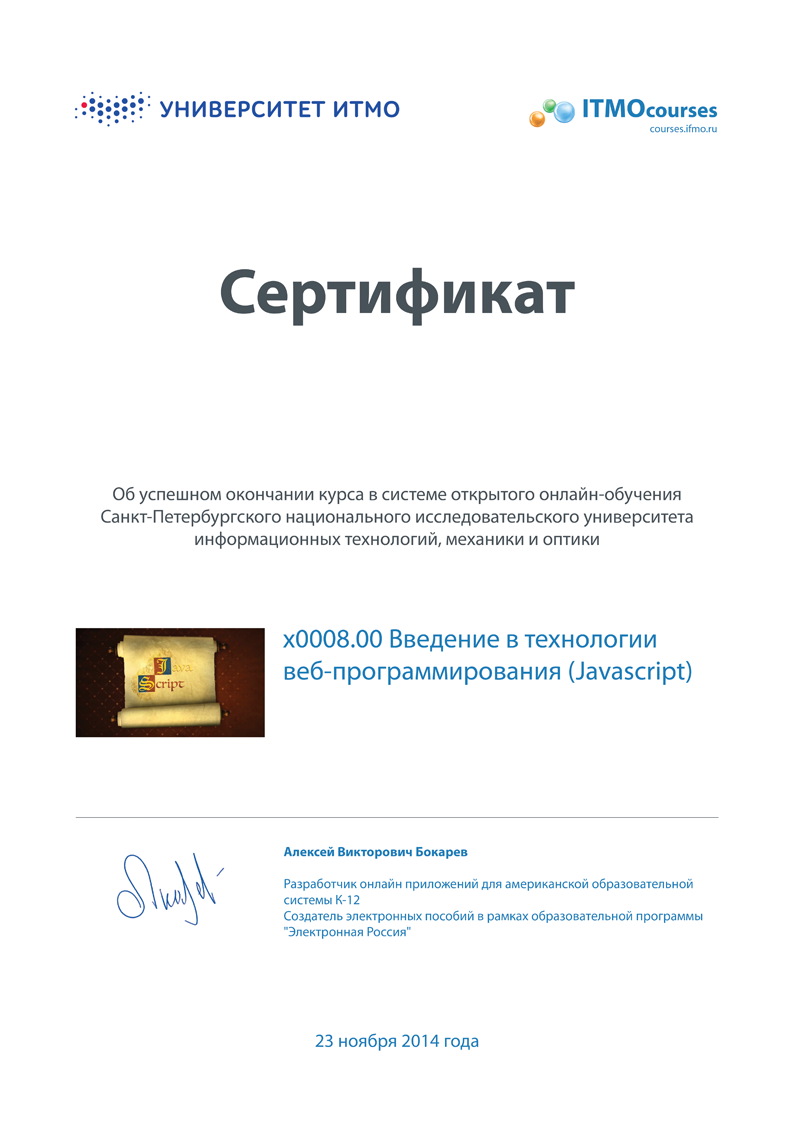 УНИВЕРСИТЕТ ИТМО
ITMOcourses
courses.ifmo.ru
Сертификат
Об успешном окончании курса в системе открытого онлайн-обучения
Санкт-Петербургского национального исследовательского университета
информационных технологий, механики и оптики
Java
Script
x0008.00 Введение в технологии
веб-программирования (Javascript)
Алексей Викторович Бокарев
Разработчик онлайн приложений для американской образовательной
системы К-12
Создатель электронных пособий в рамках образовательной программы
"Электронная Россия"
23 ноября 2014 года